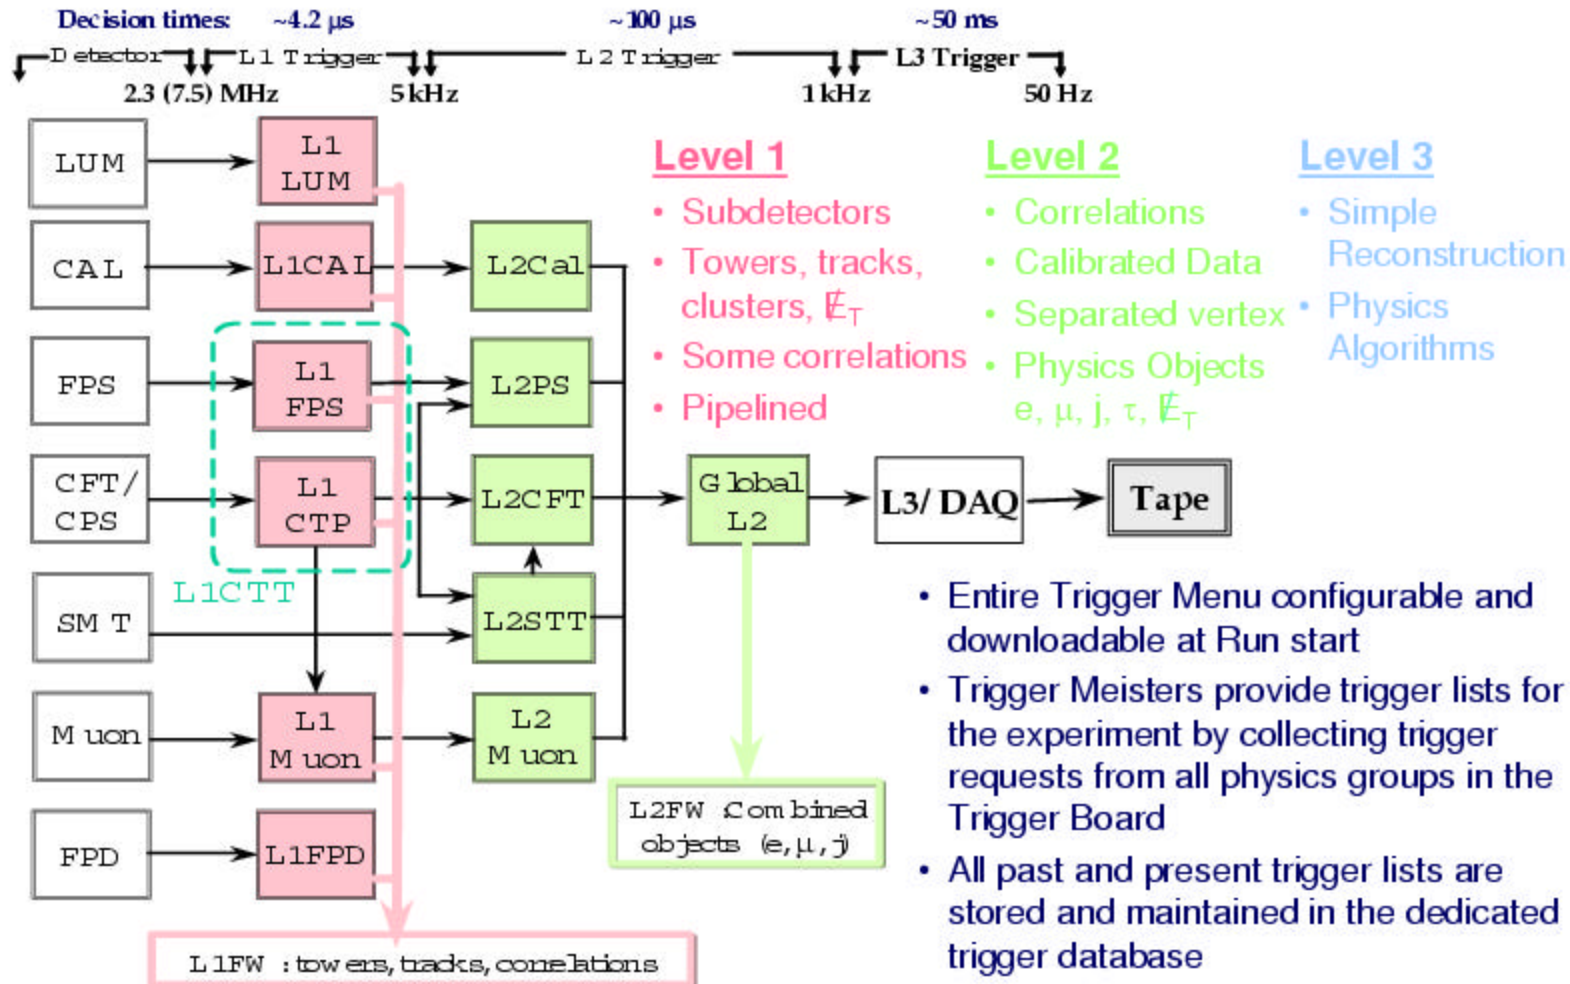 Decision times: ~4.2 μs ~100 μs ~50 ms
Detector L1 Trigger L2 Trigger L3 Trigger
2.3 (7.5) MHz 5 kHz 1 kHz 50 Hz
LUM
L1
LUM
CAL
L1CAL
L2Cal
FPS
L1
FPS
L2PS
CFT/
CPS
L1
CTP
L2CFT
Global
L2
L3/DAQ
Tape
L1CTT
SMT
L2STT
Muon
L1
Muon
L2
Muon
FPD
L1FPD
L2FW :Combined
objects (e,μ,j)
L1FW :towers,tracks,correlations
Level 1
• Subdetectors
• Towers, tracks,
clusters, E̸T
• Some correlations
• Pipelined
Level 2
• Correlations
• Calibrated Data
• Separated vertex
• Physics Objects
e, μ, j, τ, E̸T
Level 3
• Simple
Reconstruction
• Physics
Algorithms
• Entire Trigger Menu configurable and
downloadable at Run start
• Trigger Meisters provide trigger lists for
the experiment by collecting trigger
requests from all physics groups in the
Trigger Board
• All past and present trigger lists are
stored and maintained in the dedicated
trigger database